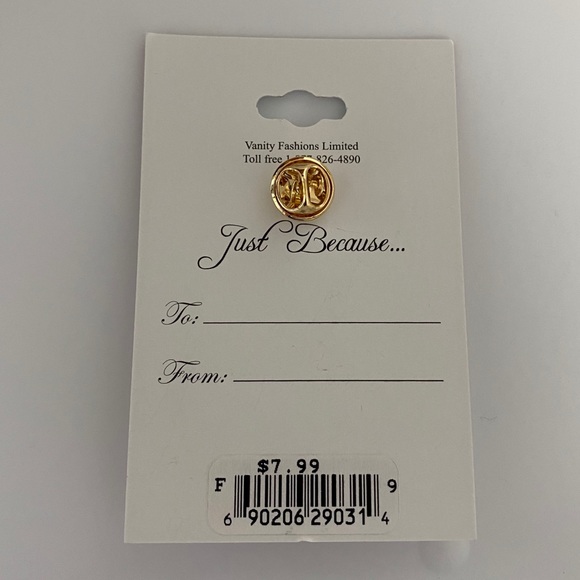 Vanity Fashions Limited
Toll free 826-4890
Just Because...
To:
From:
$7.99
F 9
6 90206 29031 4